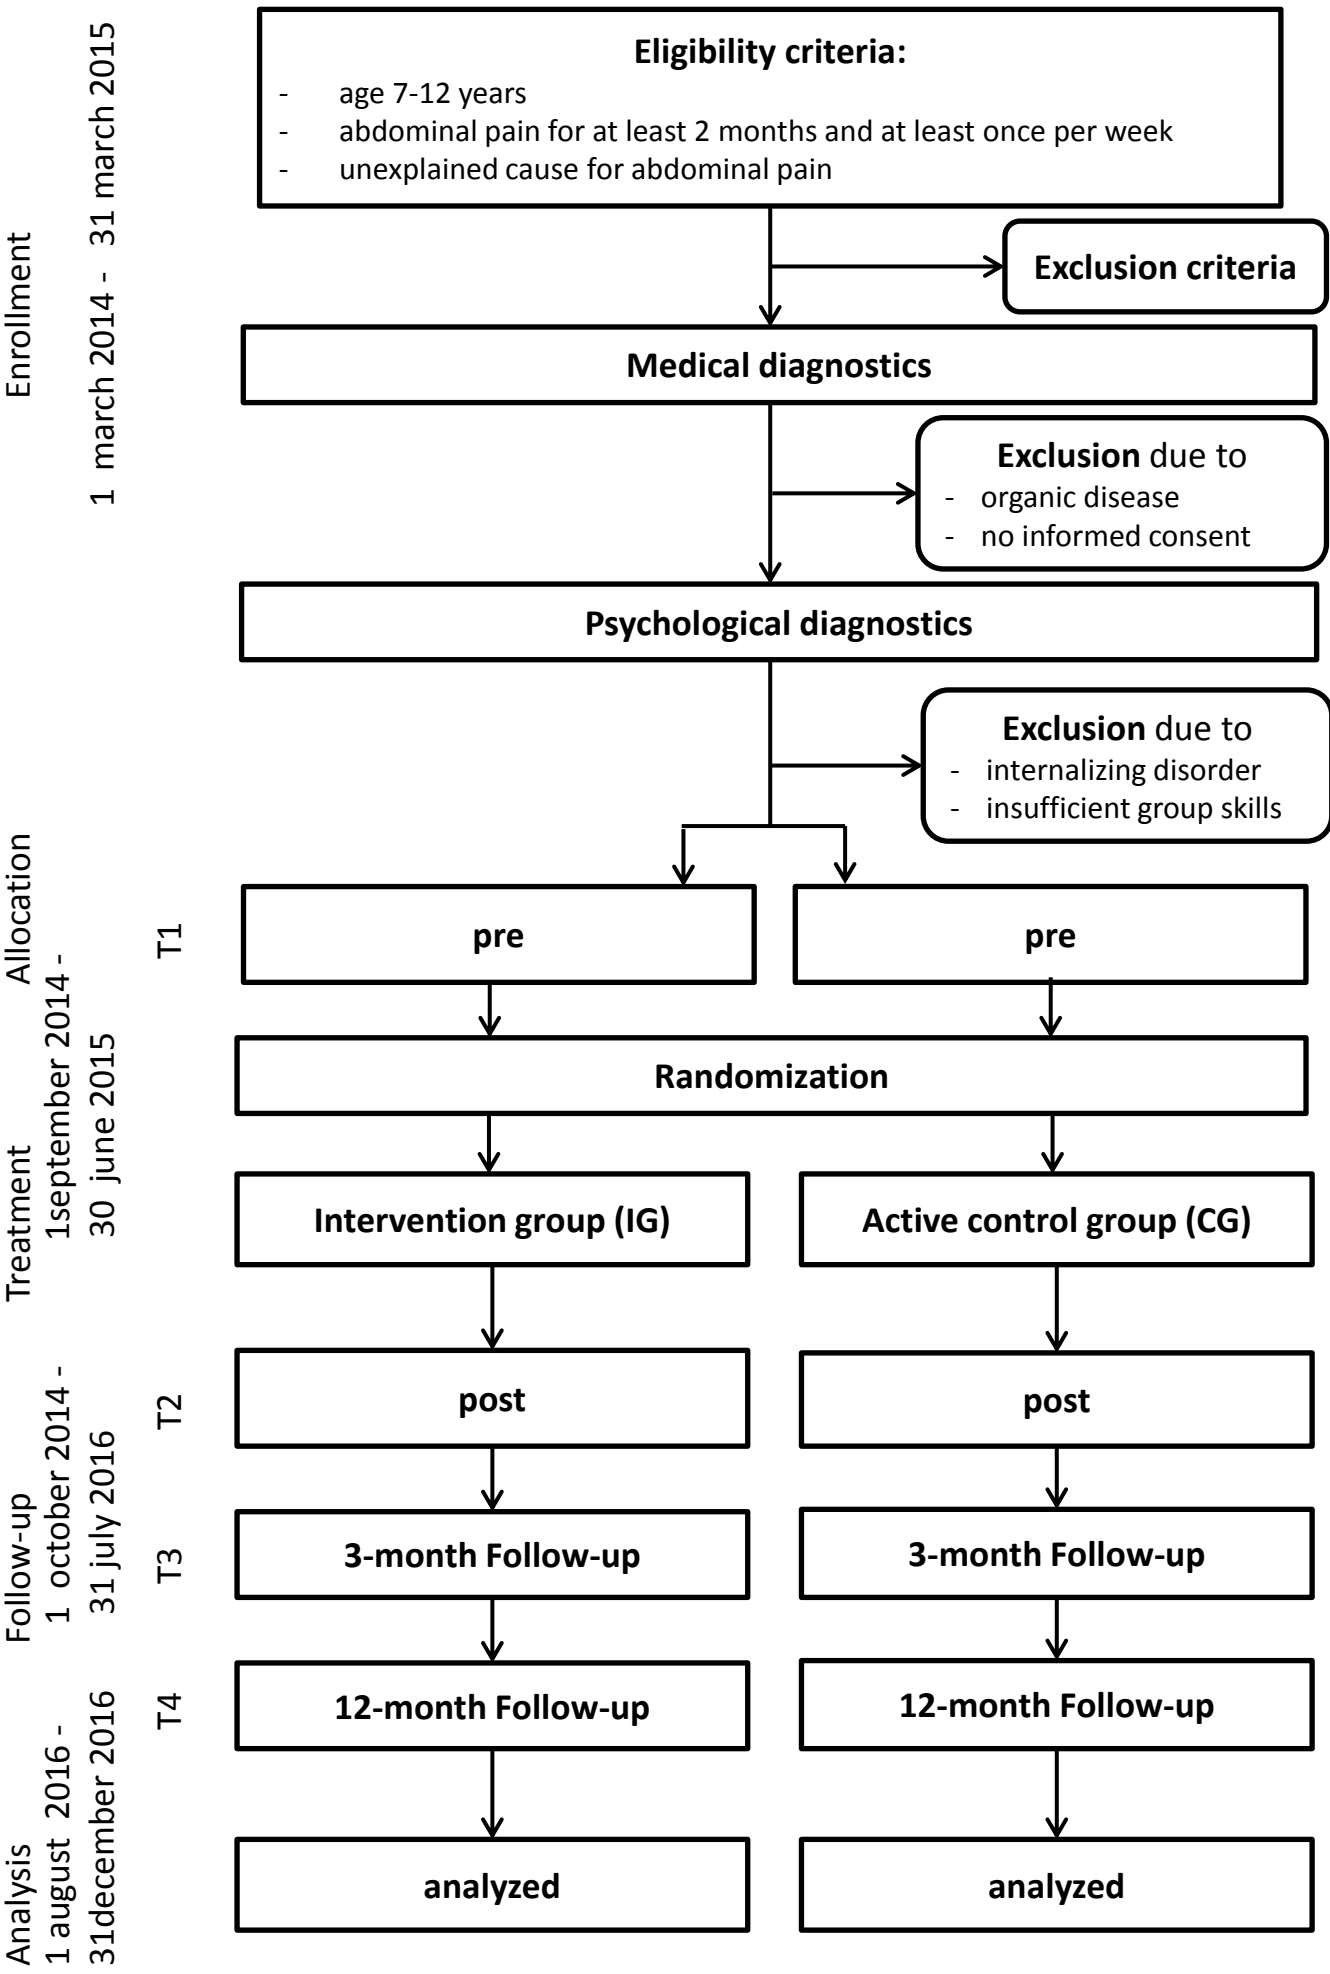 Eligibility criteria:
- age 7-12 years
- abdominal pain for at least 2 months and at least once per week
- unexplained cause for abdominal pain
Enrollment
1 march 2014 - 31 march 2015
Exclusion criteria
Medical diagnostics
Exclusion due to
- organic disease
- no informed consent
Psychological diagnostics
Exclusion due to
- internalizing disorder
- insufficient group skills
Allocation
T1
pre
pre
Randomization
Treatment
1september 2014 -
30 june 2015
Intervention group (IG)
Active control group (CG)
Follow-up
1 october 2014 -
31 july 2016
T2
post
post
T3
3-month Follow-up
3-month Follow-up
T4
12-month Follow-up
12-month Follow-up
Analysis
1 august 2016 -
31december 2016
analyzed
analyzed